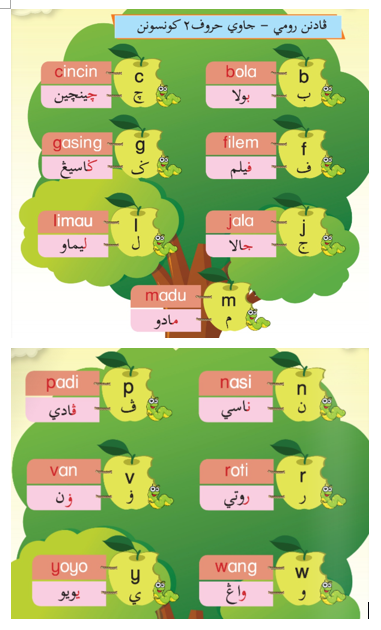 ڤادنن رومي – جاوي حروف٢ كونسونن
bola
بولا
b
ب
cincin
چينچين
c
چ
filem
فيلم
f
ف
gasing
ݢاسيڠ
g
ݢ
jala
جالا
j
ج
limau
ليماو
l
ل
madu
مادو
m
م
nasi
ناسي
n
ن
padi
ڤادي
p
ڤ
roti
روتي
r
ر
van
ۏن
v
ۏ
wang
واڠ
w
و
yoyo
يويو
y
ي